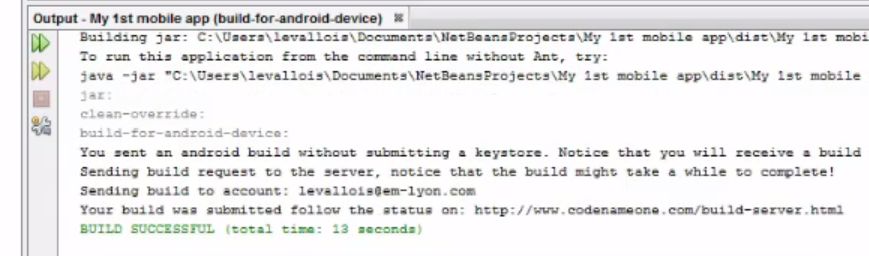 Output - My 1st mobile app (build-for-android-device)
Building jar: C:\Users\levallois\Documents\NetBeansProjects\My 1st mobile app\dist\My 1st mobi
To run this application from the command line without Ant, try:
java -jar "C:\Users\levallois\Documents\NetBeansProjects\My 1st mobile app\dist\My 1st mobile
jar:
clean-override:
build-for-android-device:
You sent an android build without submitting a keystore. Notice that you will receive a build
Sending build request to the server, notice that the build might take a while to complete!
Sending build to account: levallois@em-lyon.com
Your build was submitted follow the status on: http://www.codenameone.com/build-server.html
BUILD SUCCESSFUL (total time: 13 seconds)